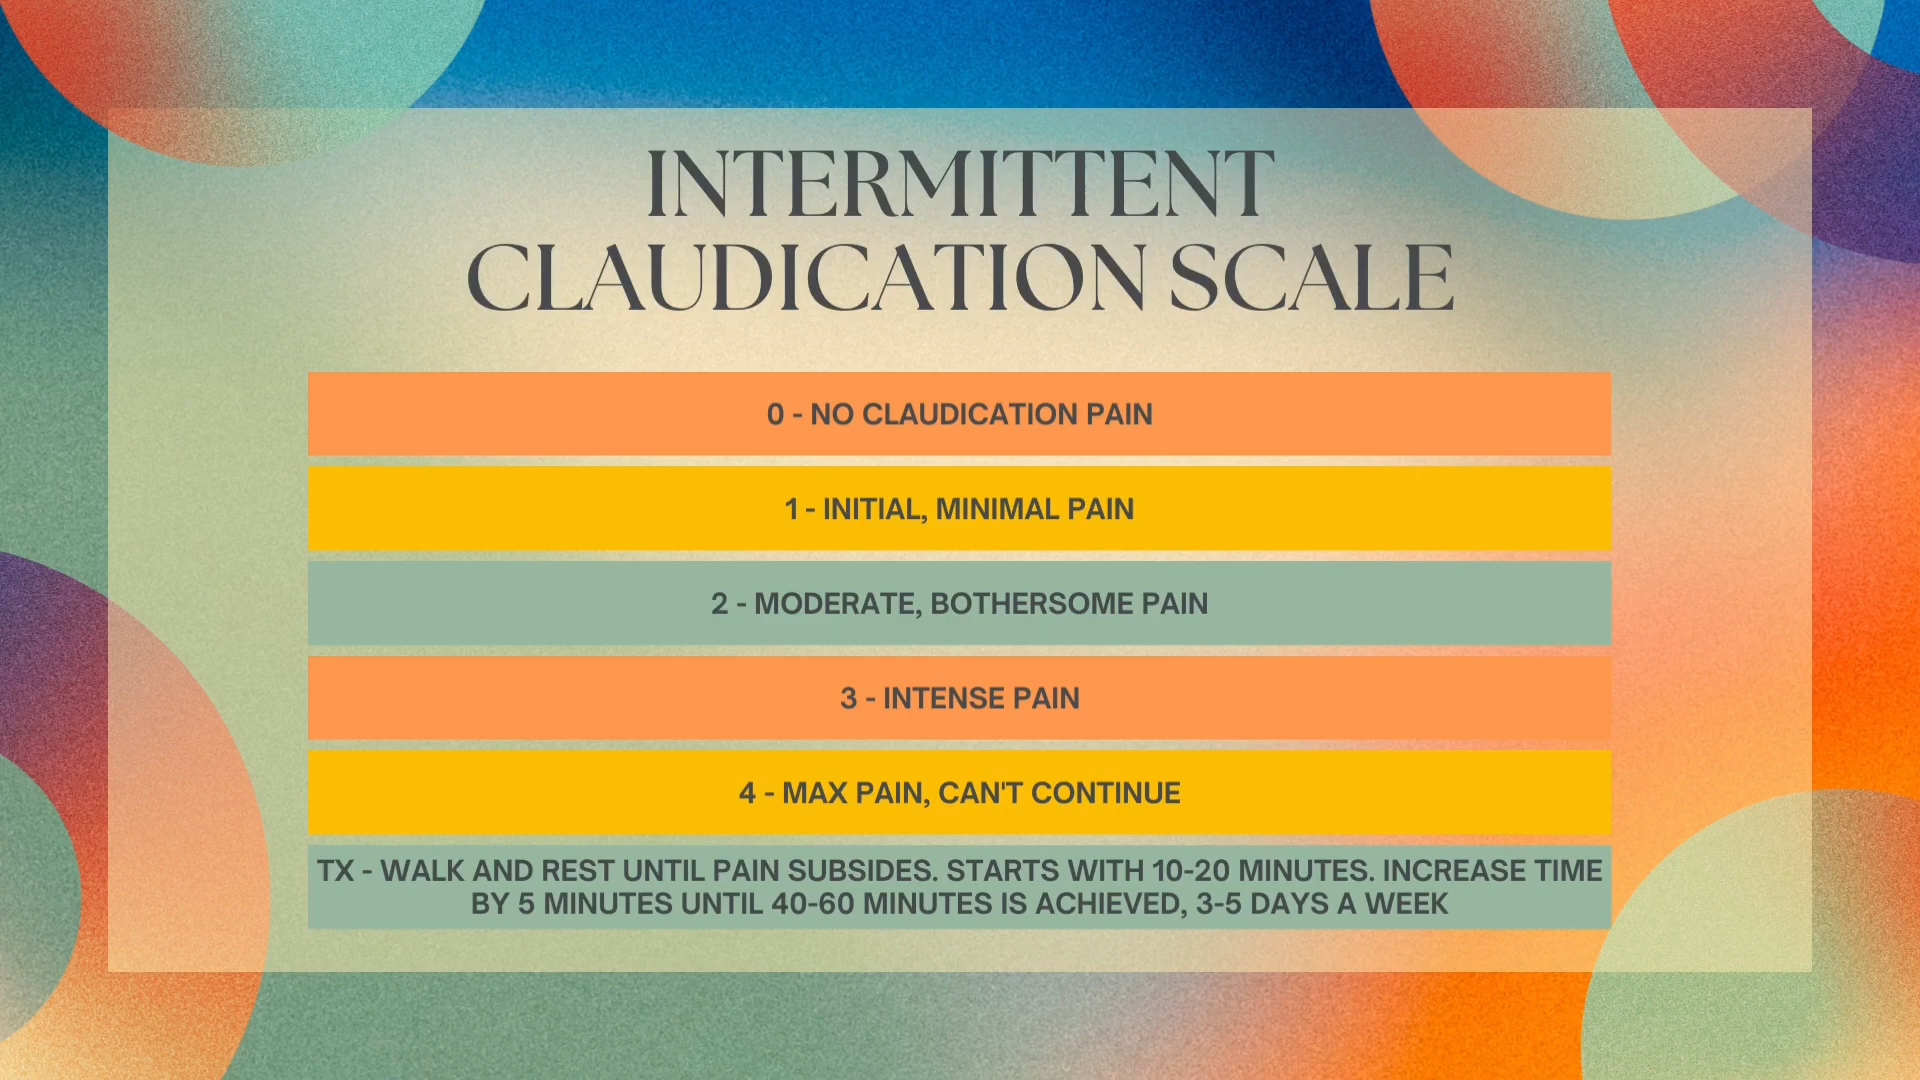 INTERMITTENT
CLAUDICATION SCALE
0 - NO CLAUDICATION PAIN
1 - INITIAL, MINIMAL PAIN
2 - MODERATE, BOTHERSOME PAIN
3 - INTENSE PAIN
4 - MAX PAIN, CAN'T CONTINUE
TX - WALK AND REST UNTIL PAIN SUBSIDES. STARTS WITH 10-20 MINUTES. INCREASE TIME
BY 5 MINUTES UNTIL 40-60 MINUTES IS ACHIEVED, 3-5 DAYS A WEEK